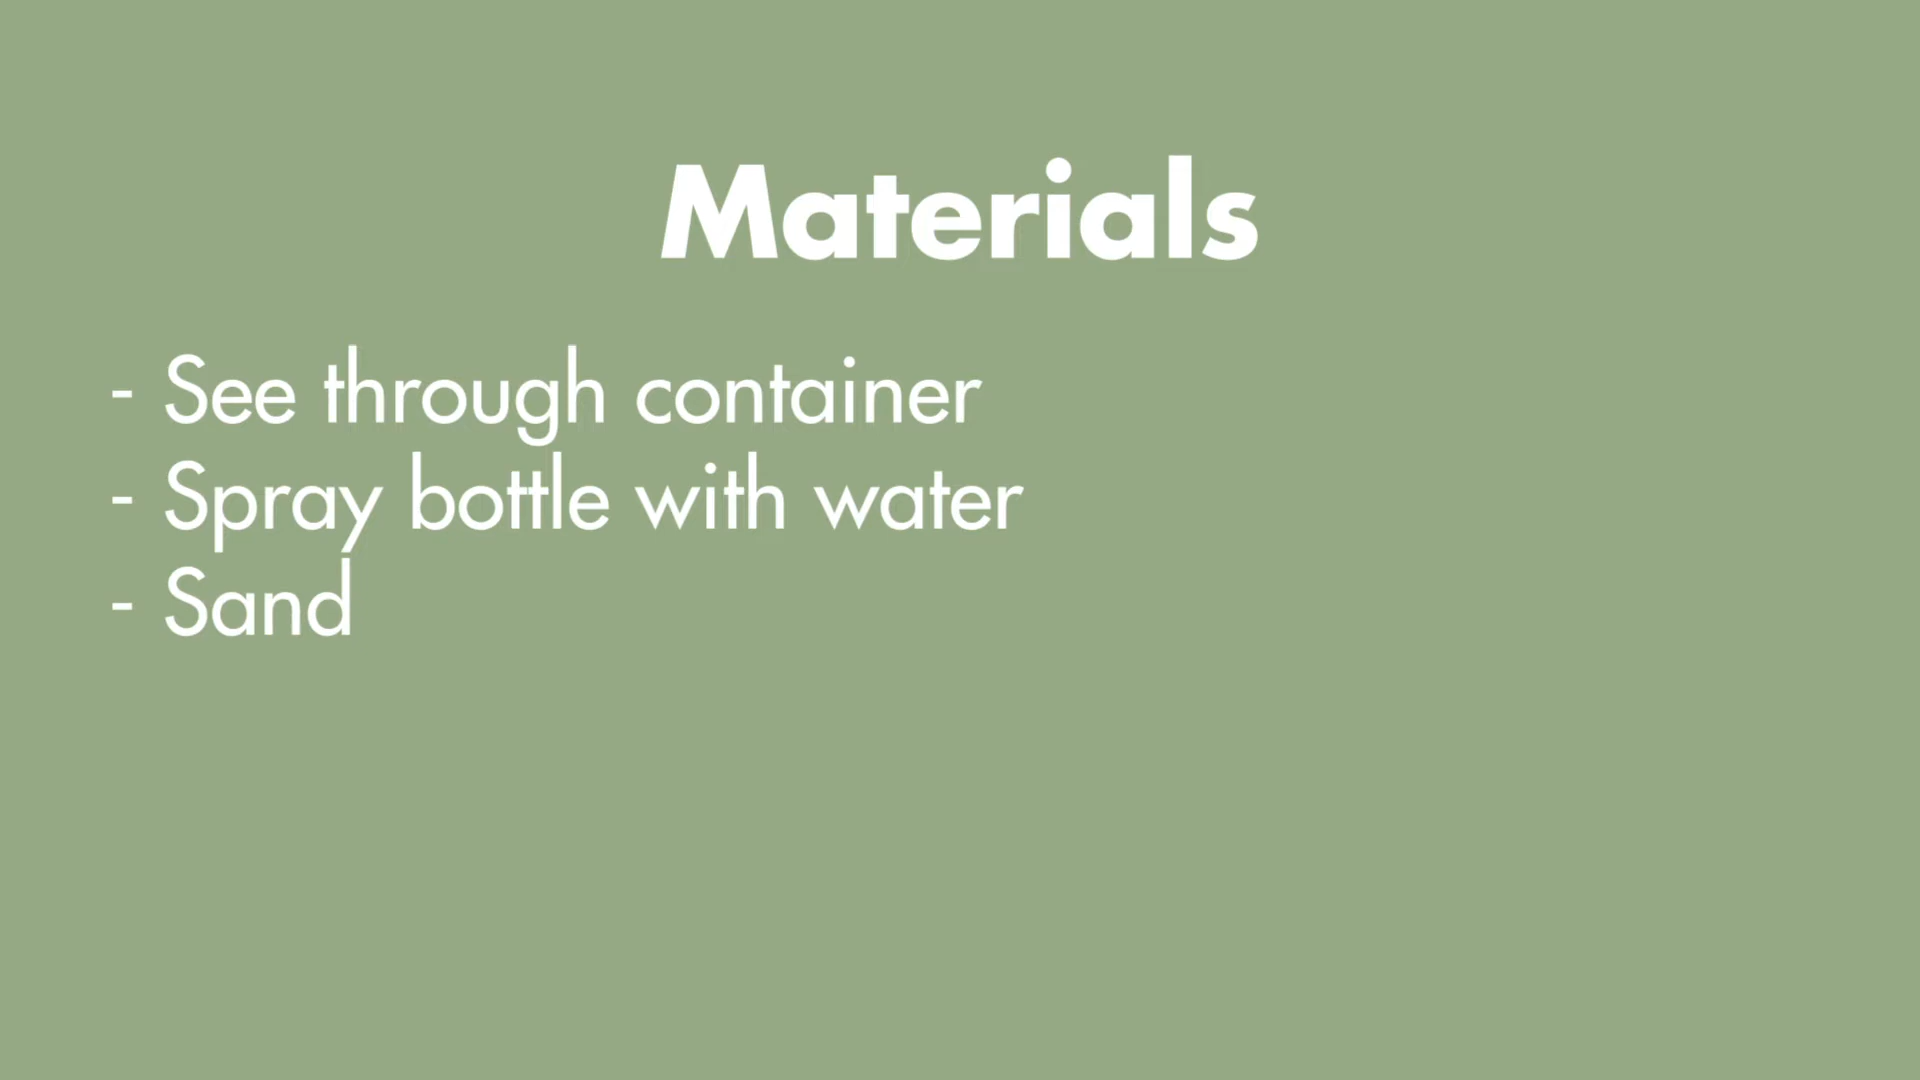 Materials
- See through container
- Spray bottle with water
- Sand